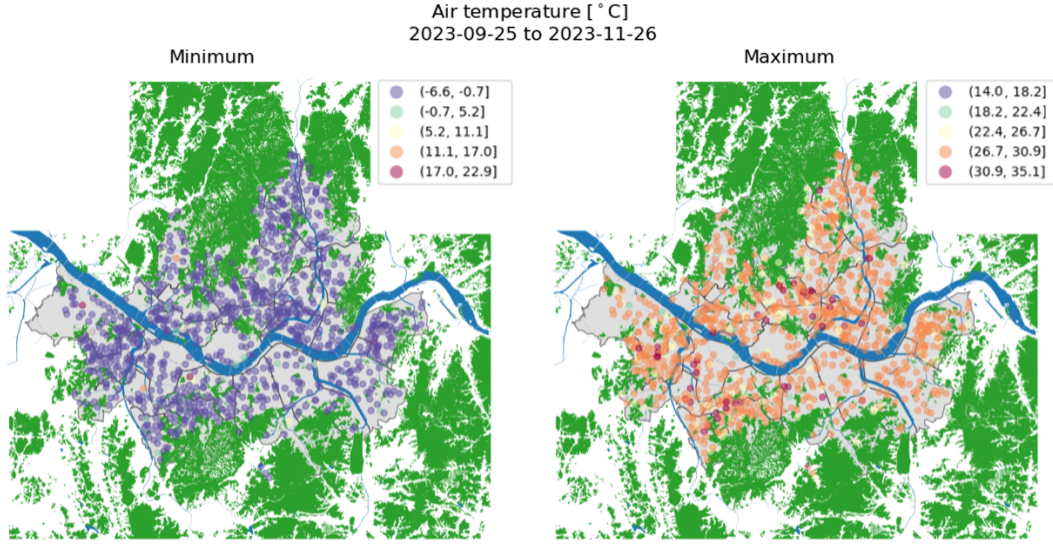 Air temperature [°C]
2023-09-25 to 2023-11-26
Minimum
Maximum
(-6.6, -0.7]
(-0.7, 5.2]
(5.2, 11.1]
(11.1, 17.0]
(17.0, 22.9]
(14.0, 18.2]
(18.2, 22.4]
(22.4, 26.7]
(26.7, 30.9]
(30.9, 35.1]